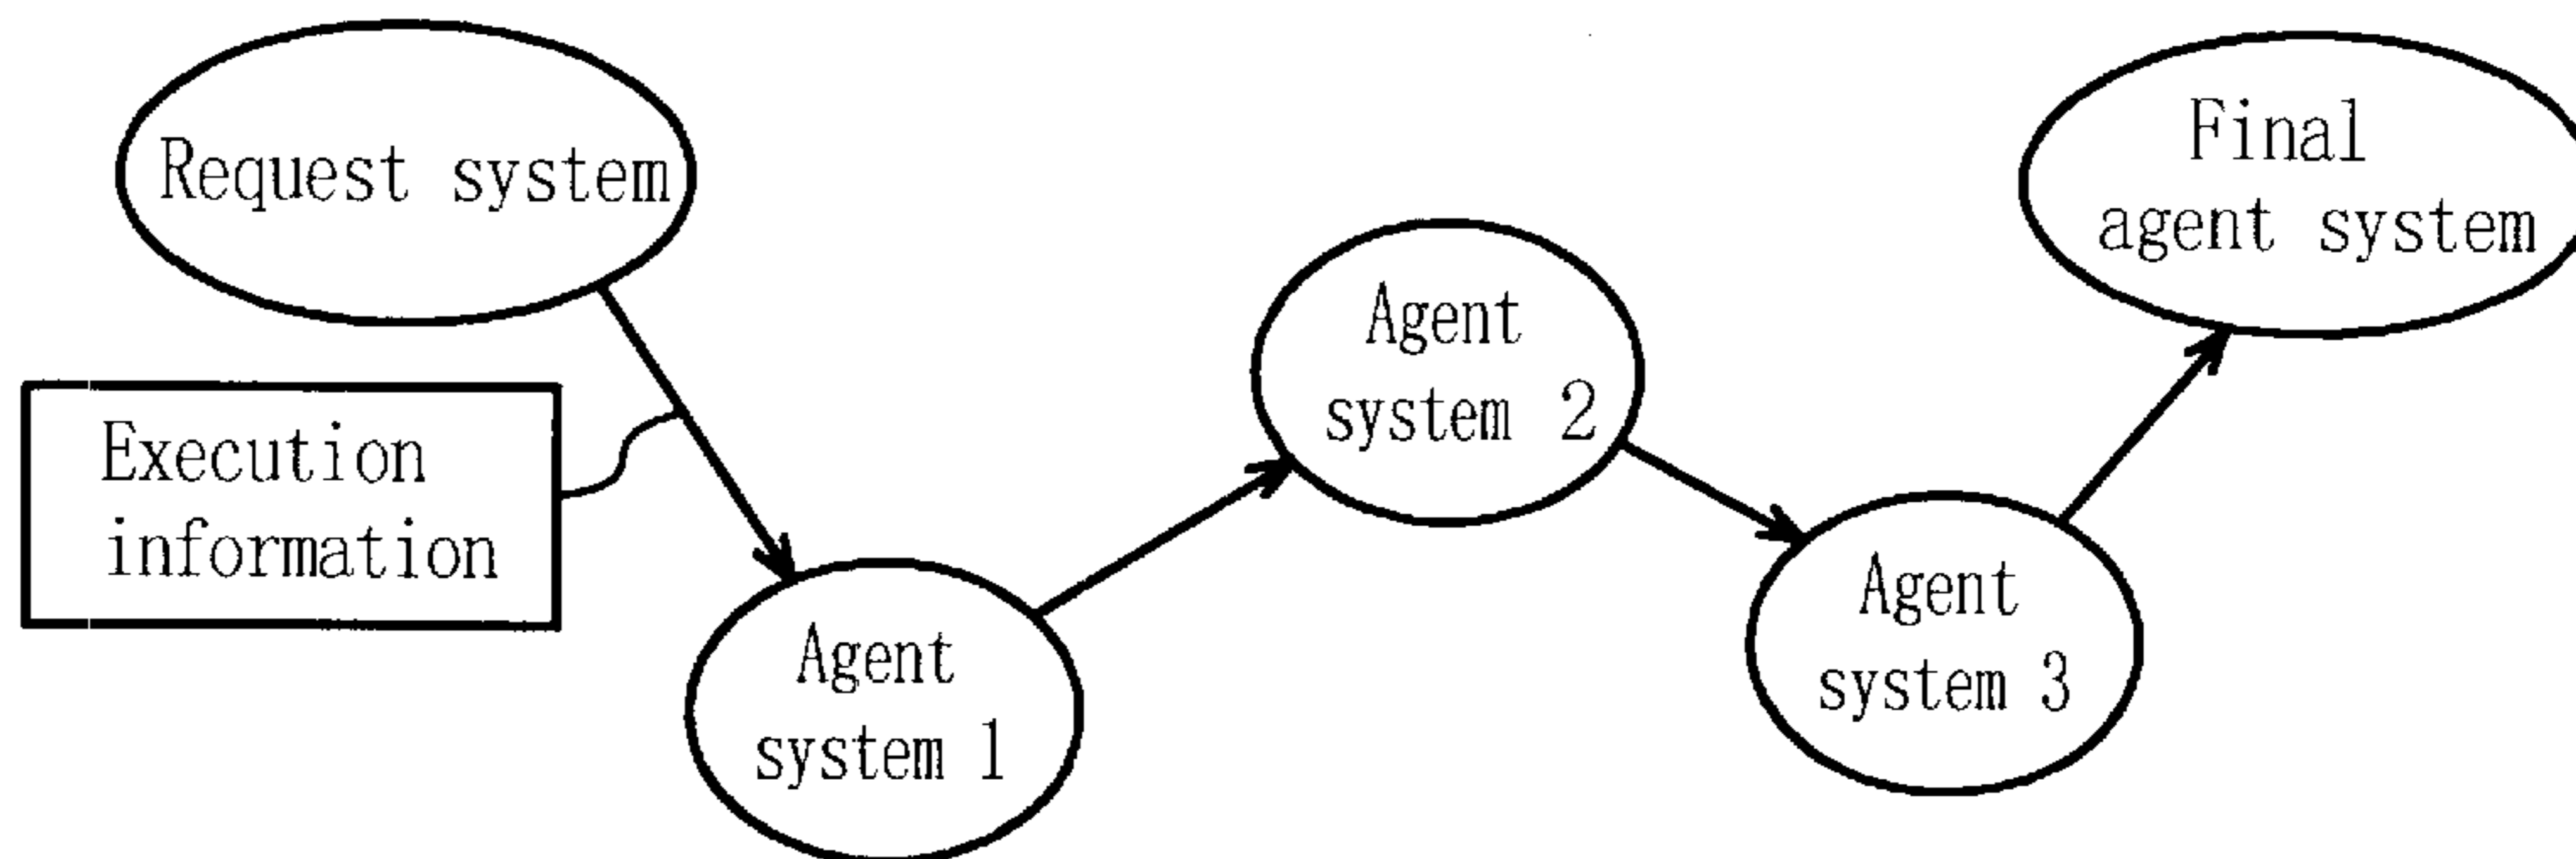 Request system
Execution
information
Agent
system 1
Agent
system 2
Agent
system 3
Final
agent system